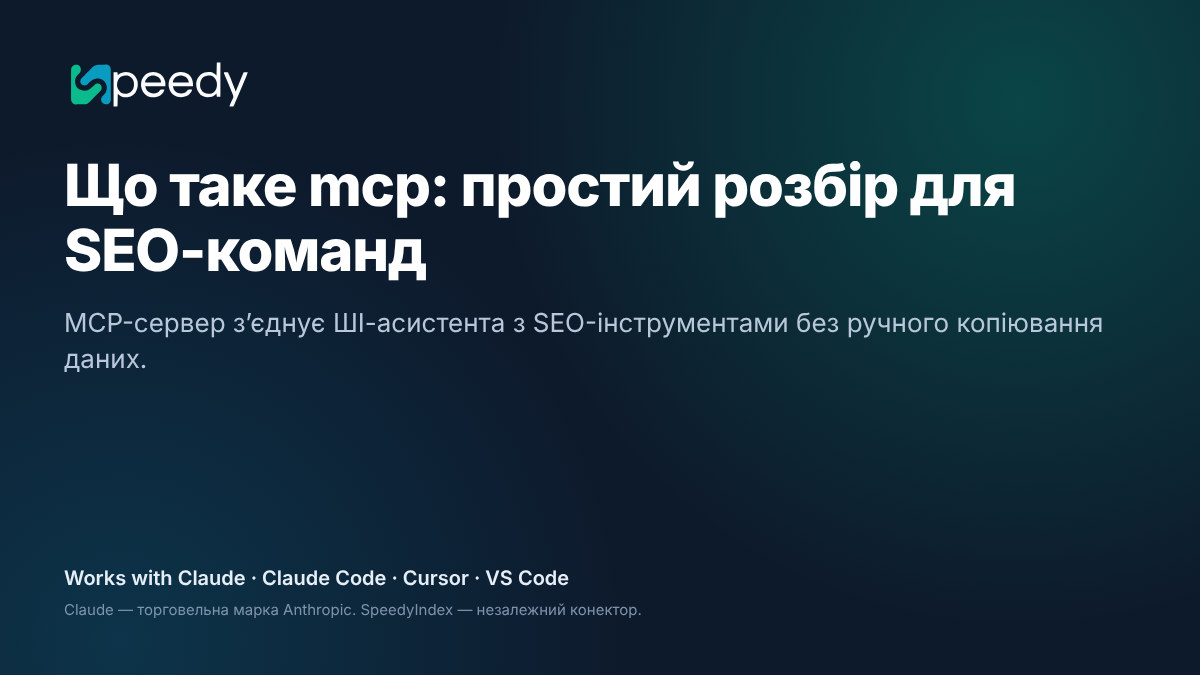 Speedy
Що таке mcp: простий розбір для
SEO-команд
MCP-сервер з’єднує ШІ-асистента з SEO-інструментами без ручного копіювання
даних.
Works with Claude · Claude Code · Cursor · VS Code
Claude — торговельна марка Anthropic. SpeedyIndex — незалежний конектор.